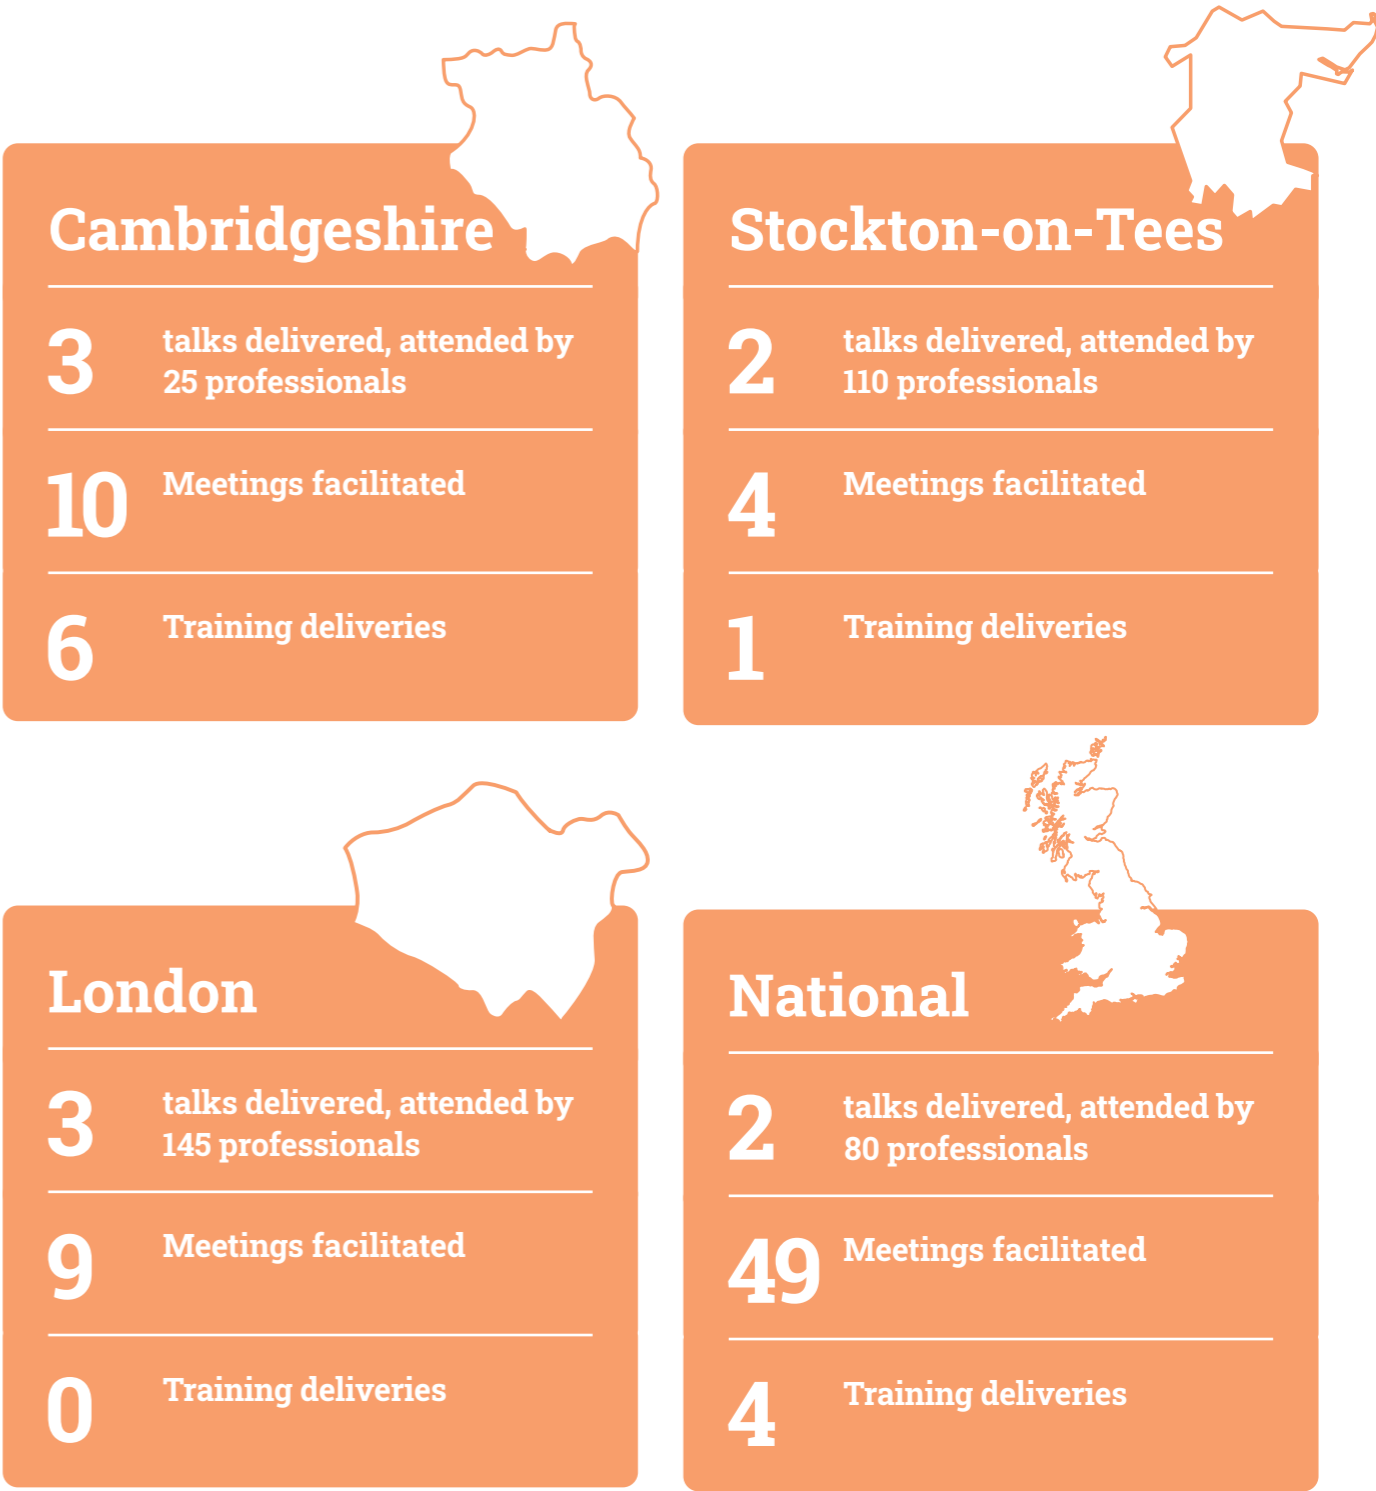 Cambridgeshire
3
talks delivered, attended by
25 professionals
10
Meetings facilitated
6
Training deliveries
Stockton-on-Tees
2
talks delivered, attended by
110 professionals
4
Meetings facilitated
1
Training deliveries
London
3
talks delivered, attended by
145 professionals
9
Meetings facilitated
0
Training deliveries
National
2
talks delivered, attended by
80 professionals
49
Meetings facilitated
4
Training deliveries